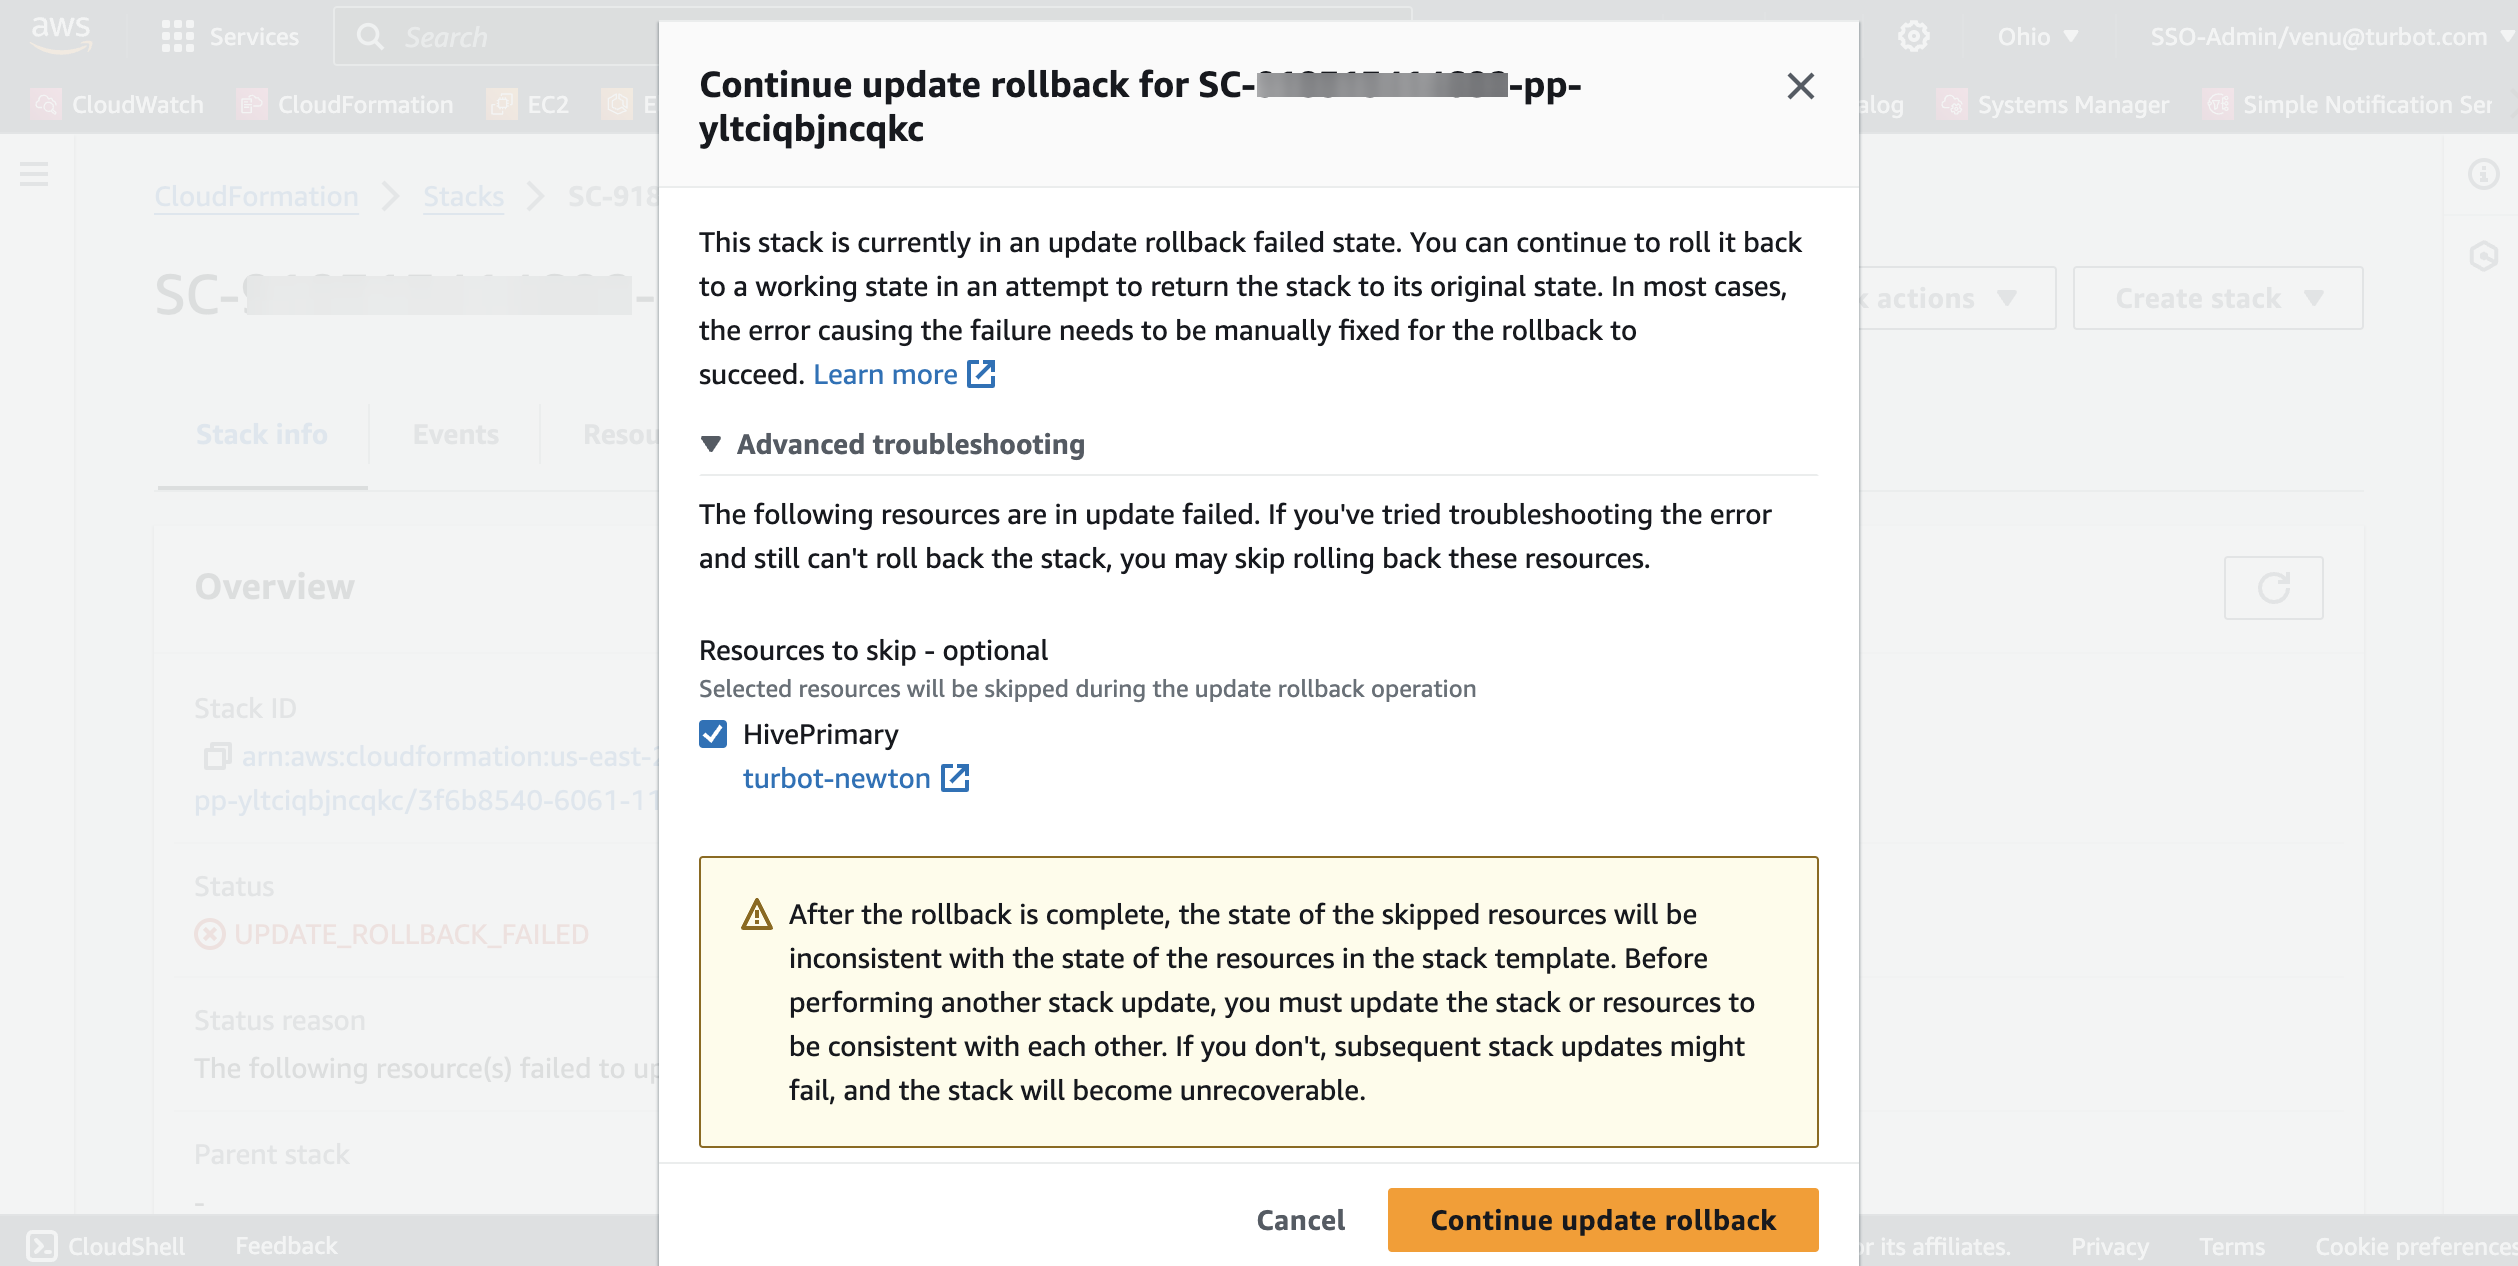 aws
Services
Search
Ohio
SSO-Admin/venu@turbot.com
CloudWatch
CloudFormation
EC2
E
alog
Systems Manager
Simple Notification Ser
CloudFormation
Stacks
SC-918
SC-
Stack info
Events
Resou
k actions
Create stack
Overview
Stack ID
arn:aws:cloudformation:us-east-2
pp-yltciqbjncqkc/3f6b8540-6061-11
Status
UPDATE_ROLLBACK_FAILED
Status reason
The following resource(s) failed to up
Parent stack
-
Continue update rollback for SC- -pp-
yltciqbjncqkc
This stack is currently in an update rollback failed state. You can continue to roll it back
to a working state in an attempt to return the stack to its original state. In most cases,
the error causing the failure needs to be manually fixed for the rollback to
succeed. Learn more
Advanced troubleshooting
The following resources are in update failed. If you've tried troubleshooting the error
and still can't roll back the stack, you may skip rolling back these resources.
Resources to skip - optional
Selected resources will be skipped during the update rollback operation
HivePrimary
turbot-newton
After the rollback is complete, the state of the skipped resources will be
inconsistent with the state of the resources in the stack template. Before
performing another stack update, you must update the stack or resources to
be consistent with each other. If you don't, subsequent stack updates might
fail, and the stack will become unrecoverable.
Cancel
Continue update rollback
CloudShell
Feedback
or its affiliates.
Privacy
Terms
Cookie preferences